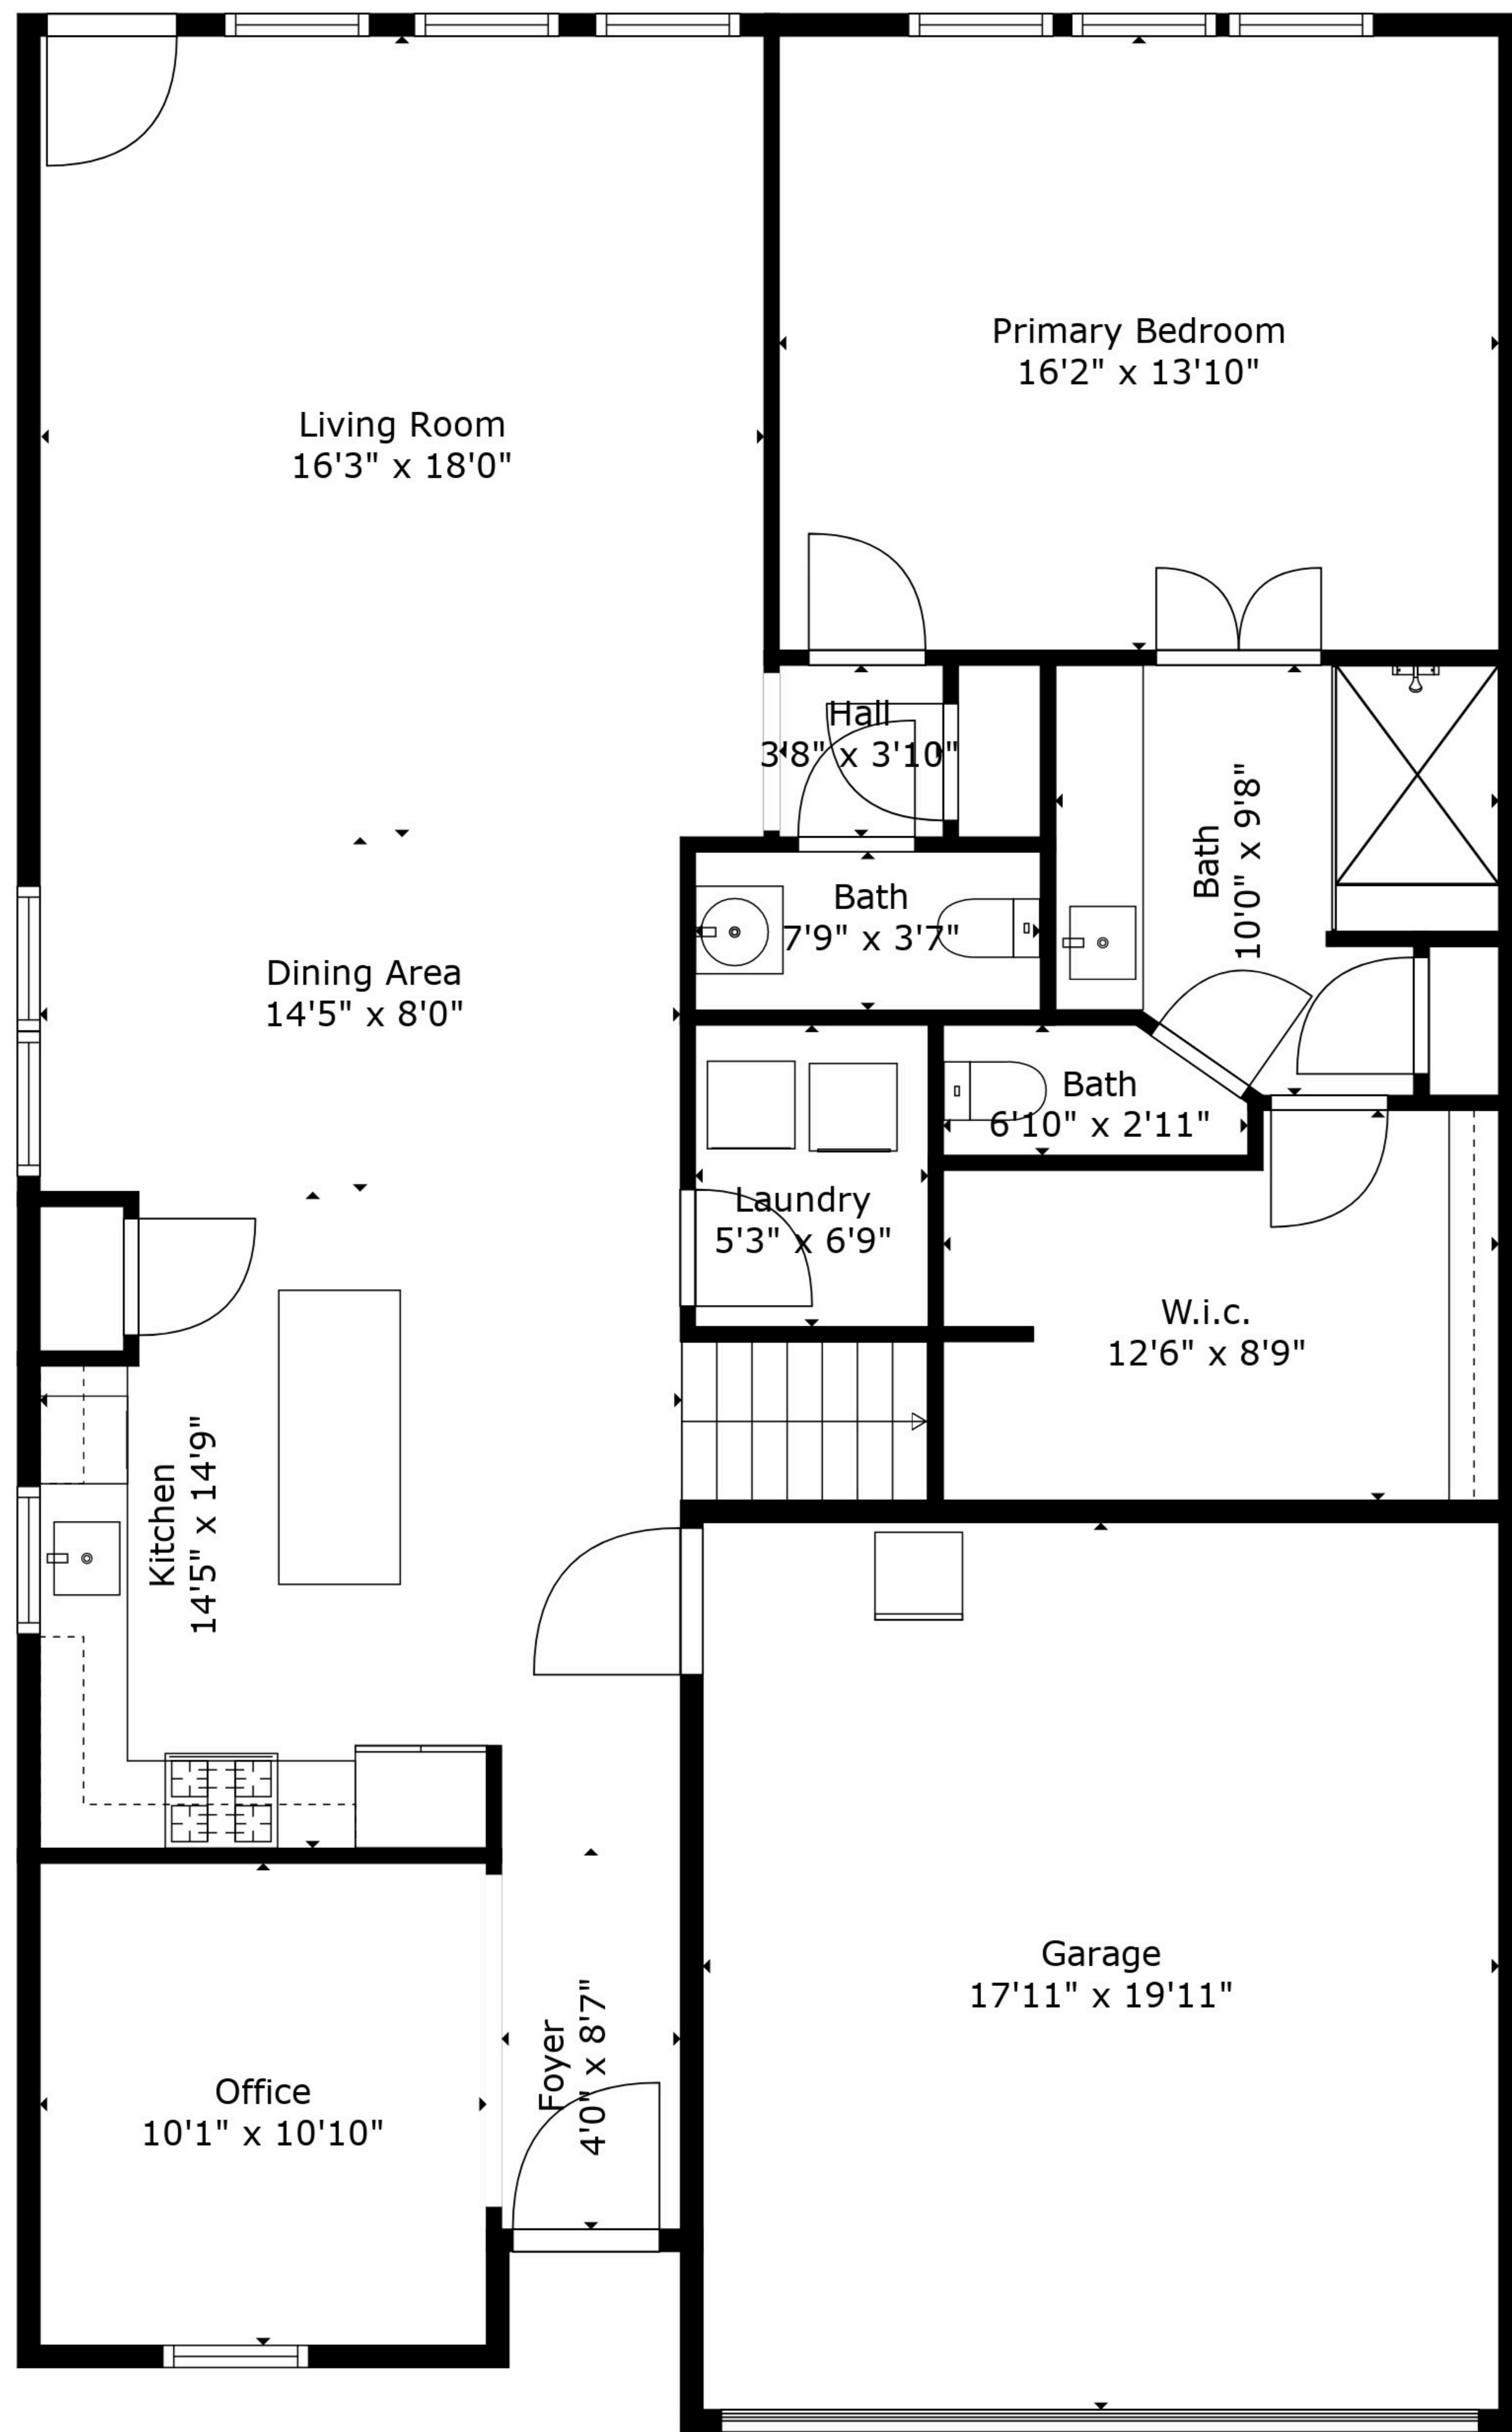 Primary Bedroom
16'2" x 13'10"
Living Room
16'3" x 18'0"
Hall
3'8" x 3'10"
Bath
10'0" x 9'8"
Bath
7'9" x 3'7"
Dining Area
14'5" x 8'0"
Bath
6'10" x 2'11"
Laundry
5'3" x 6'9"
W.i.c.
12'6" x 8'9"
Kitchen
14'5" x 14'9"
Garage
17'11" x 19'11"
Foyer
4'0" x 8'7"
Office
10'1" x 10'10"